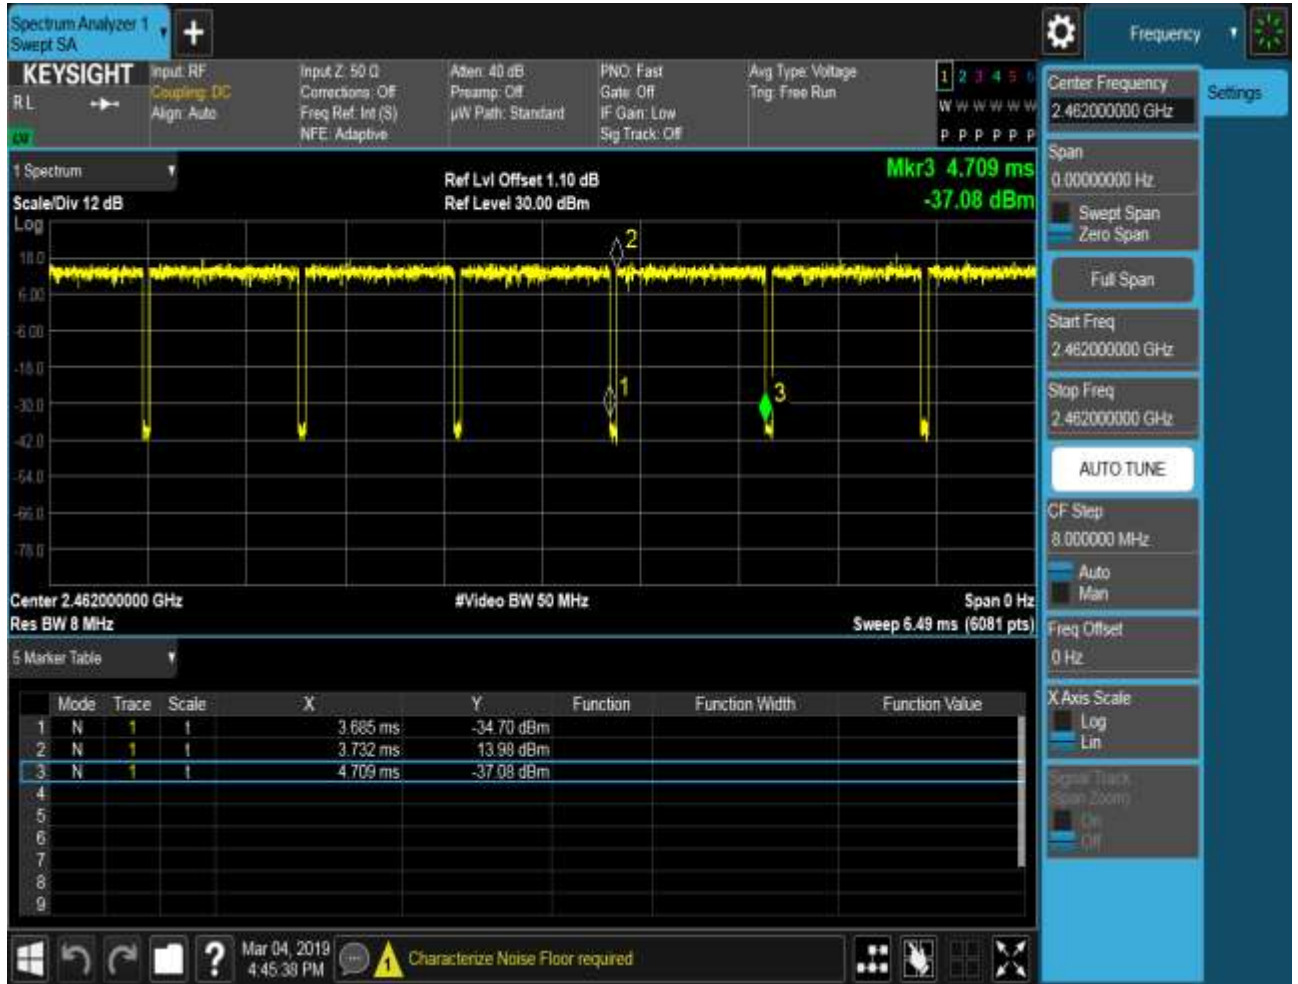 Spectrum Analyzer 1
Swept SA
+
Frequency
KEYSIGHT
RL
Input: RF
Coupling: DC
Align: Auto
Input Z: 50 Ω
Corrections: Off
Freq Ref: Int (S)
NFE: Adaptive
Atten: 40 dB
Preamp: Off
µW Path: Standard
PNO: Fast
Gate: Off
IF Gain: Low
Sig Track: Off
Avg Type: Voltage
Trig: Free Run
1 2 3 4 5 6
W W W W W W
P P P P P P
1 Spectrum
Scale/Div 12 dB
Ref Lvl Offset 1.10 dB
Ref Level 30.00 dBm
Mkr3 4.709 ms
-37.08 dBm
Log
18.0
6.00
-6.00
-18.0
-30.0
-42.0
-54.0
-66.0
-78.0
2
1
3
Center 2.462000000 GHz
#Video BW 50 MHz
Span 0 Hz
Res BW 8 MHz
Sweep 6.49 ms (6081 pts)
5 Marker Table
Mode Trace Scale X Y Function Function Width Function Value
1 N 1 t 3.685 ms -34.70 dBm
2 N 1 t 3.732 ms 13.98 dBm
3 N 1 t 4.709 ms -37.08 dBm
4
5
6
7
8
9
Mar 04, 2019
4:45:38 PM
?
1
Characterize Noise Floor required
Center Frequency
2.462000000 GHz
Settings
Span
0.00000000 Hz
Swept Span
Zero Span
Full Span
Start Freq
2.462000000 GHz
Stop Freq
2.462000000 GHz
AUTO TUNE
CF Step
8.000000 MHz
Auto
Man
Freq Offset
0 Hz
X Axis Scale
Log
Lin
Signal Track
(Span Zoom)
On
Off